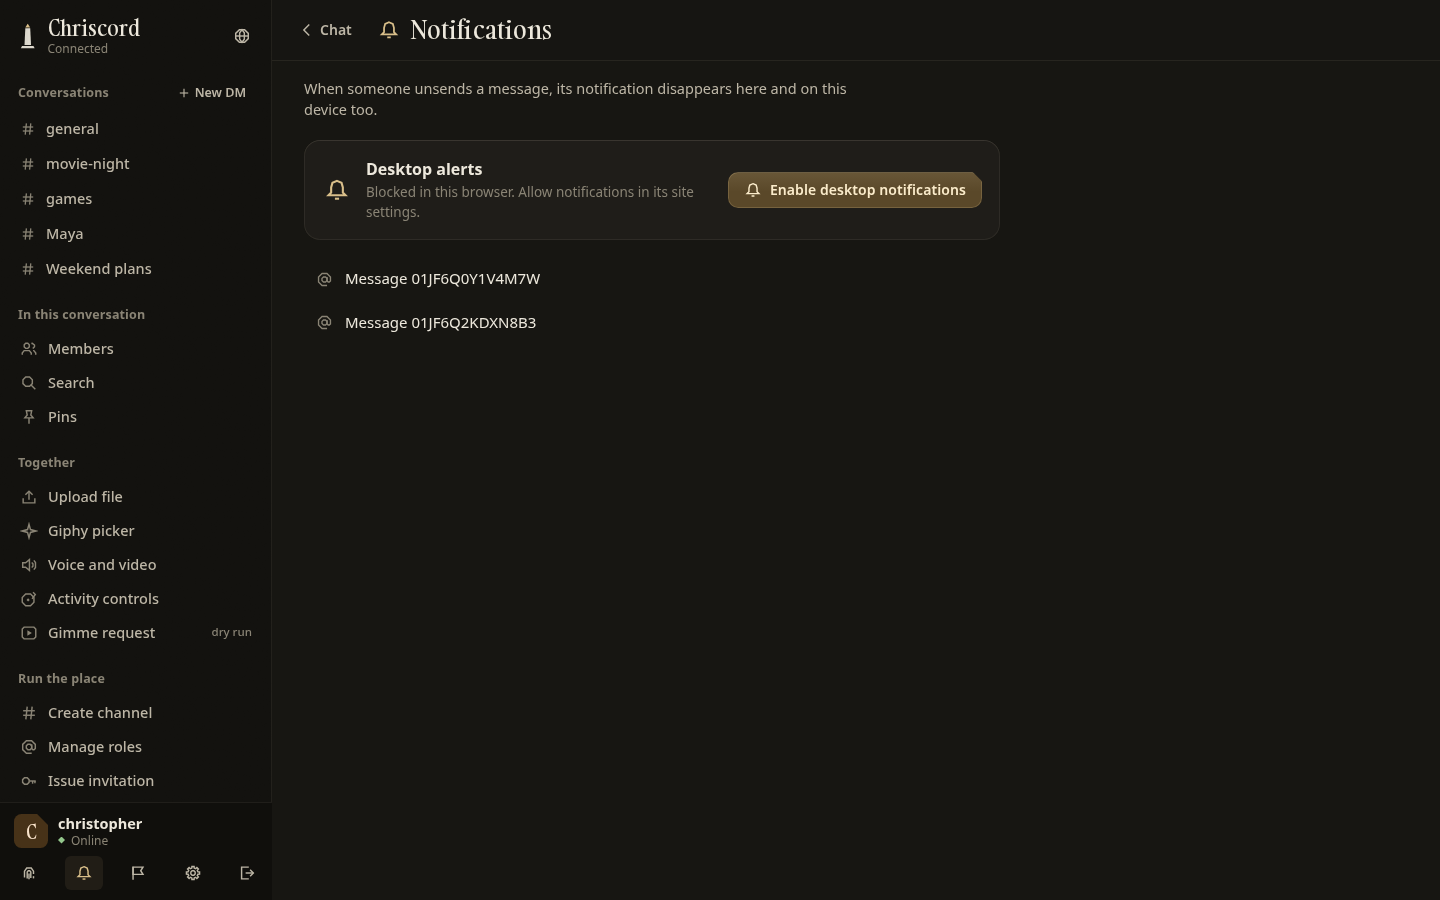 Chriscord
Connected
Conversations
New DM
general
movie-night
games
Maya
Weekend plans
In this conversation
Members
Search
Pins
Together
Upload file
Giphy picker
Voice and video
Activity controls
Gimme request
dry run
Run the place
Create channel
Manage roles
Issue invitation
C
christopher
Online
Chat
Notifications
When someone unsends a message, its notification disappears here and on this
device too.
Desktop alerts
Blocked in this browser. Allow notifications in its site
settings.
Enable desktop notifications
Message 01JF6Q0Y1V4M7W
Message 01JF6Q2KDXN8B3